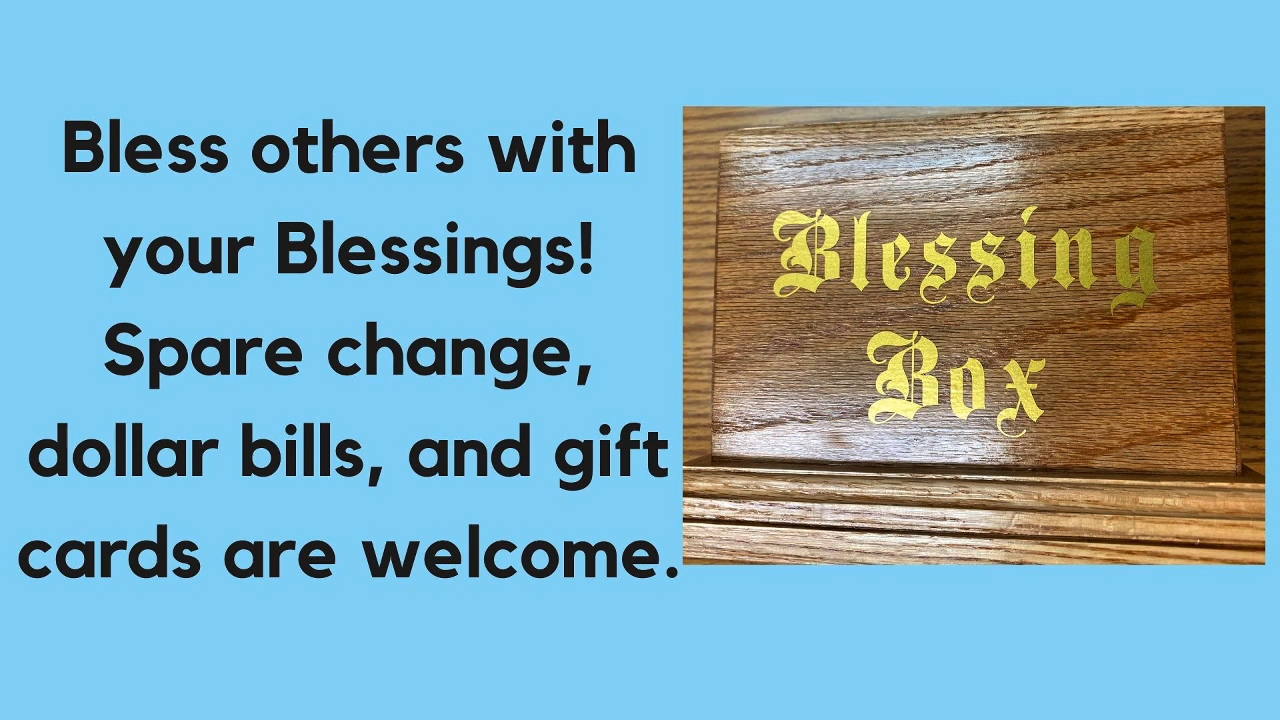 Bless others with
your Blessings!
Spare change,
dollar bills, and gift
cards are welcome.
Blessing
Box